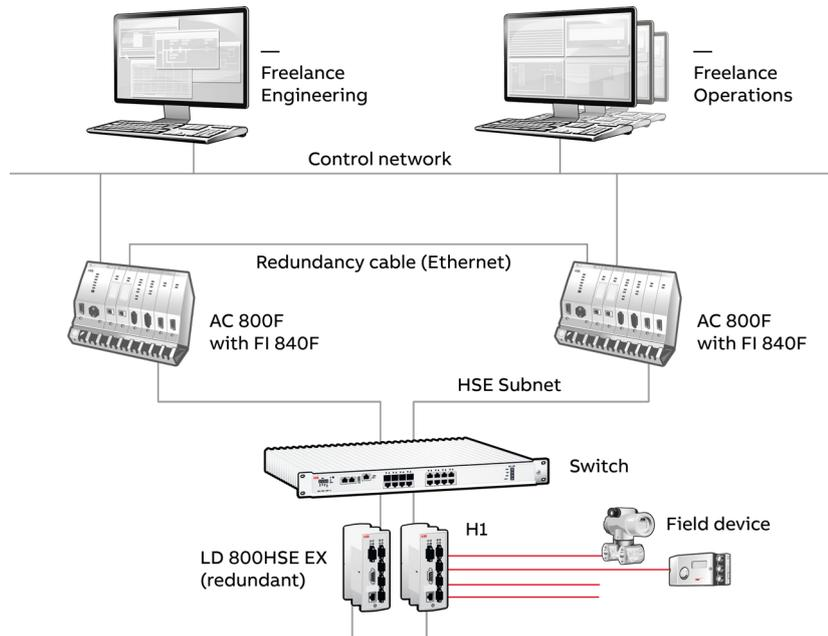 Freelance
Engineering
Freelance
Operations
Control network
Redundancy cable (Ethernet)
AC 800F
with FI 840F
AC 800F
with FI 840F
HSE Subnet
Switch
H1
Field device
LD 800HSE EX
(redundant)